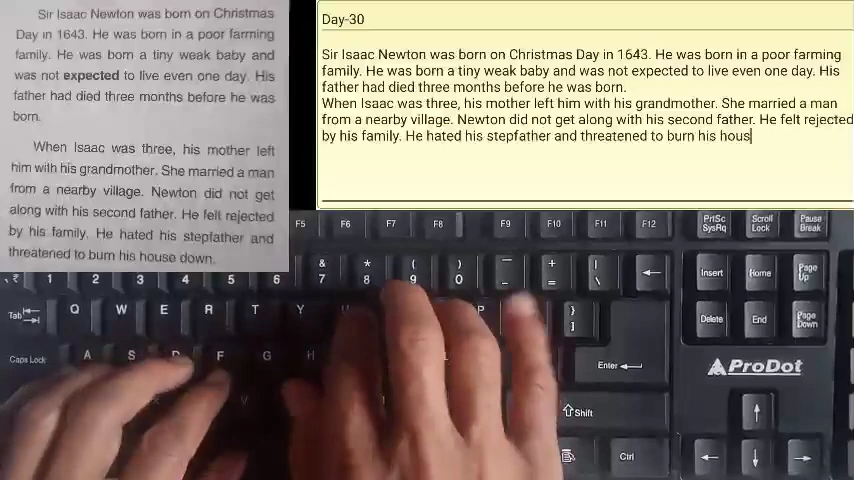 Sir Isaac Newton was born on Christmas
Day in 1643. He was born in a poor farming
family. He was born a tiny weak baby and
was not expected to live even one day. His
father had died three months before he was
born.
When Isaac was three, his mother left
him with his grandmother. She married a man
from a nearby village. Newton did not get
along with his second father. He felt rejected
by his family. He hated his stepfather and
threatened to burn his house down.
Day-30
Sir Isaac Newton was born on Christmas Day in 1643. He was born in a poor farming
family. He was born a tiny weak baby and was not expected to live even one day. His
father had died three months before he was born.
When Isaac was three, his mother left him with his grandmother. She married a man
from a nearby village. Newton did not get along with his second father. He felt rejected
by his family. He hated his stepfather and threatened to burn his hous
F5 F6 F7 F8 F9 F10 F11 F12 PrtSc SysRq Scroll Lock Pause Break
₹ 1 2 3 4 5 6 & 7 * 8 ( 9 ) 0 _ - + = | \ ← Insert Home Page Up
Tab Q W E R T Y U P } ] Delete End Page Down
Caps Lock A S D F G H Enter ProDot
V Shift ↑
Ctrl ← ↓ →